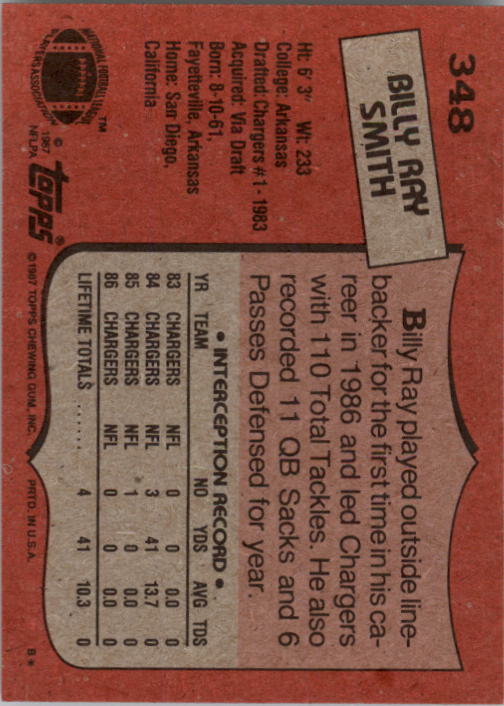 348
BILLY RAY
SMITH
Ht: 6' 3" Wt: 233
College: Arkansas
Drafted: Chargers #1-1983
Acquired: Via Draft
Born: 8-10-61,
Fayetteville, Arkansas
Home: San Diego,
California
NATIONAL FOOTBALL LEAGUE
PLAYERS ASSOCIATION
™
© 1987
NFLPA
topps®
Billy Ray played outside line-
backer for the first time in his ca-
reer in 1986 and led Chargers
with 110 Total Tackles. He also
recorded 11 QB Sacks and 6
Passes Defensed for year.
• INTERCEPTION RECORD •
YR TEAM NO YDS AVG TDS
83 CHARGERS NFL 0 0 0.0 0
84 CHARGERS NFL 3 41 13.7 0
85 CHARGERS NFL 1 0 0.0 0
86 CHARGERS NFL 0 0 0.0 0
LIFETIME TOTALS ....... 4 41 10.3 0
© 1987 TOPPS CHEWING GUM, INC. PRTD. IN U.S.A. B*